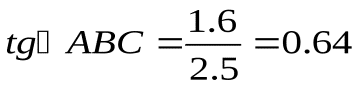 tg▯ ABC = 1.6/2.5 = 0.64